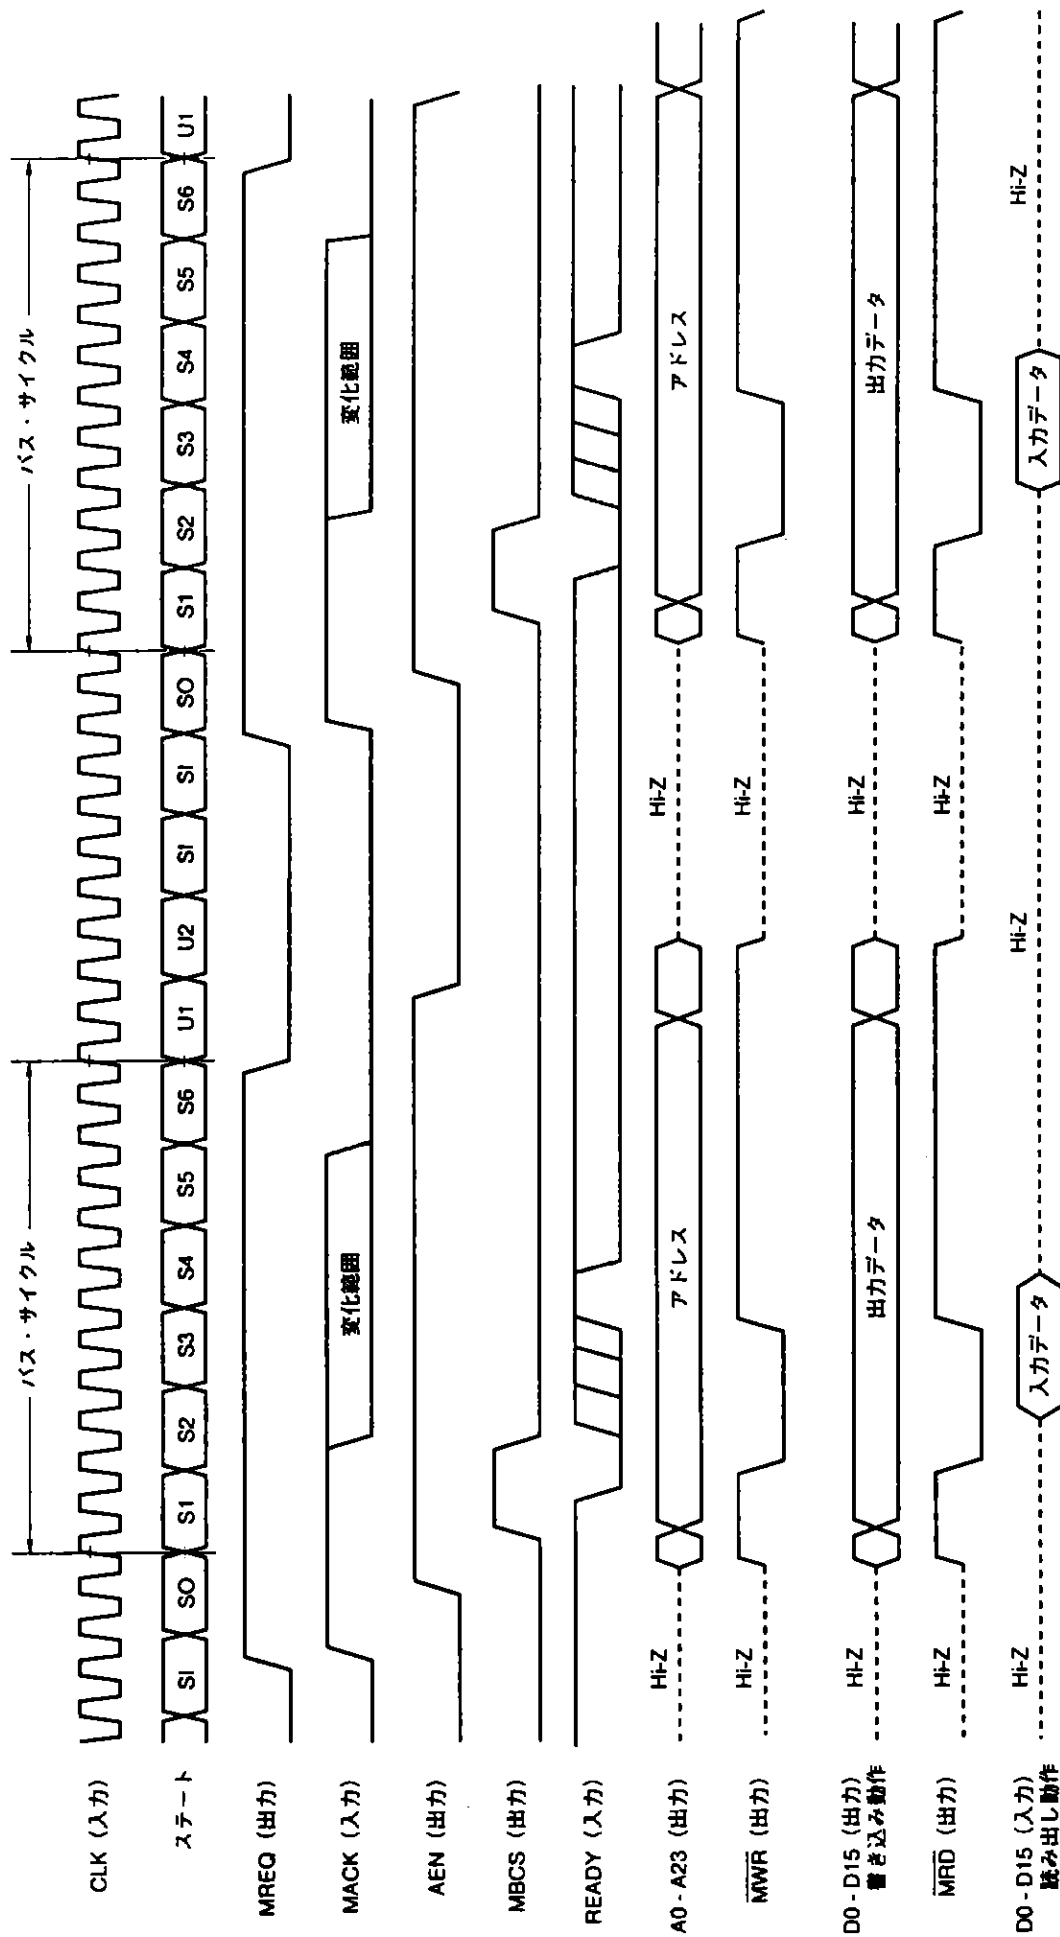 バス・サイクル バス・サイクル
CLK (入力)
ステート SI SO S1 S2 S3 S4 S5 S6 U1 U2 SI SI SO S1 S2 S3 S4 S5 S6 U1
MREQ (出力)
MACK (入力) 変化範囲 変化範囲
AEN (出力)
MBCS (出力)
READY (入力)
A0 - A23 (出力) Hi-Z アドレス Hi-Z アドレス
MWR (出力) Hi-Z Hi-Z
D0 - D15 (出力) Hi-Z 出力データ Hi-Z 出力データ
書き込み動作
MRD (出力) Hi-Z Hi-Z
D0 - D15 (入力) Hi-Z 入力データ Hi-Z 入力データ Hi-Z
読み出し動作